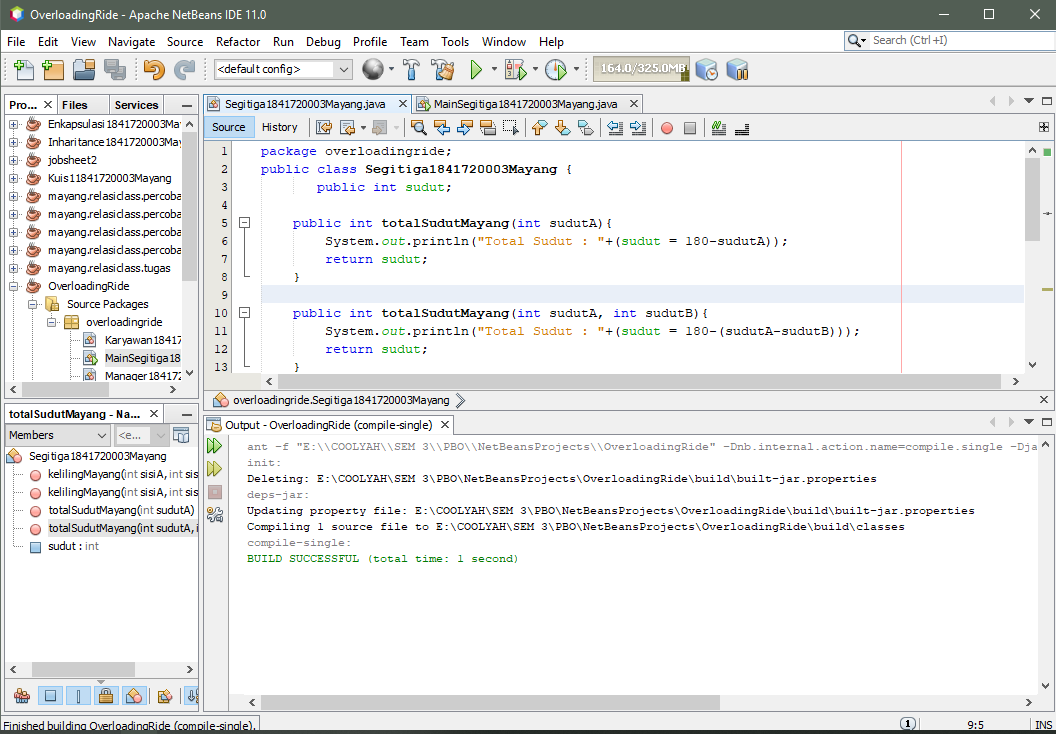 OverloadingRide - Apache NetBeans IDE 11.0
File Edit View Navigate Source Refactor Run Debug Profile Team Tools Window Help
Search (Ctrl+I)
<default config>
164.0/325.0MB
Pro... Files Services
Enkapsulasi1841720003Ma
Inharitance1841720003May
jobsheet2
Kuis11841720003Mayang
mayang.relasiclass.percoba
mayang.relasiclass.percoba
mayang.relasiclass.percoba
mayang.relasiclass.percoba
mayang.relasiclass.tugas
OverloadingRide
Source Packages
overloadingride
Karyawan18417
MainSegitiga18
Manager184172
Segitiga1841720003Mayang.java
MainSegitiga1841720003Mayang.java
Source History
1 package overloadingride;
2 public class Segitiga1841720003Mayang {
3 public int sudut;
4
5 public int totalSudutMayang(int sudutA){
6 System.out.println("Total Sudut : "+(sudut = 180-sudutA));
7 return sudut;
8 }
9
10 public int totalSudutMayang(int sudutA, int sudutB){
11 System.out.println("Total Sudut : "+(sudut = 180-(sudutA-sudutB)));
12 return sudut;
13 }
overloadingride.Segitiga1841720003Mayang
totalSudutMayang - Na...
Members
<e...
Segitiga1841720003Mayang
kelilingMayang(int sisiA, int sis
kelilingMayang(int sisiA, int sis
totalSudutMayang(int sudutA)
totalSudutMayang(int sudutA, i
sudut : int
Output - OverloadingRide (compile-single)
ant -f "E:\\COOLYAH\\SEM 3\\PBO\\NetBeansProjects\\OverloadingRide" -Dnb.internal.action.name=compile.single -Dja
init:
Deleting: E:\COOLYAH\SEM 3\PBO\NetBeansProjects\OverloadingRide\build\built-jar.properties
deps-jar:
Updating property file: E:\COOLYAH\SEM 3\PBO\NetBeansProjects\OverloadingRide\build\built-jar.properties
Compiling 1 source file to E:\COOLYAH\SEM 3\PBO\NetBeansProjects\OverloadingRide\build\classes
compile-single:
BUILD SUCCESSFUL (total time: 1 second)
Finished building OverloadingRide (compile-single).
1
9:5
INS